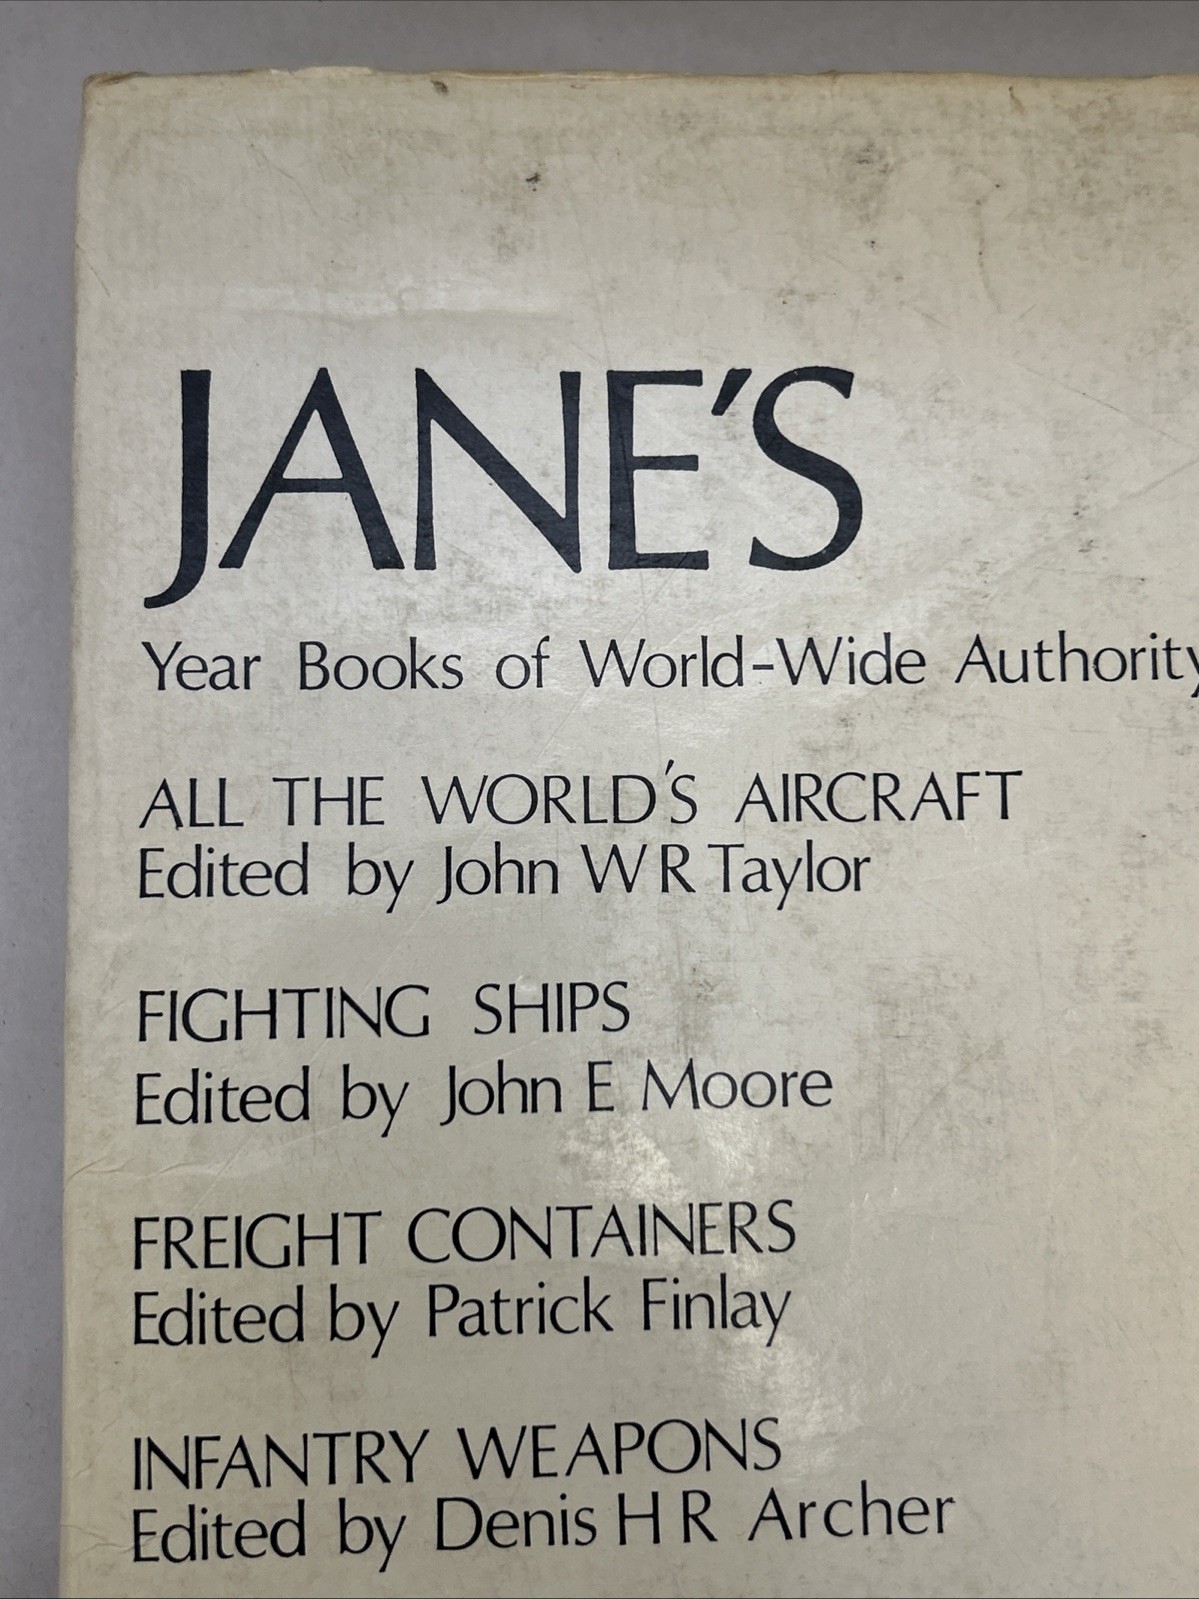 JANE'S
Year Books of World-Wide Authority
ALL THE WORLD'S AIRCRAFT
Edited by John W R Taylor
FIGHTING SHIPS
Edited by John E Moore
FREIGHT CONTAINERS
Edited by Patrick Finlay
INFANTRY WEAPONS
Edited by Denis H R Archer